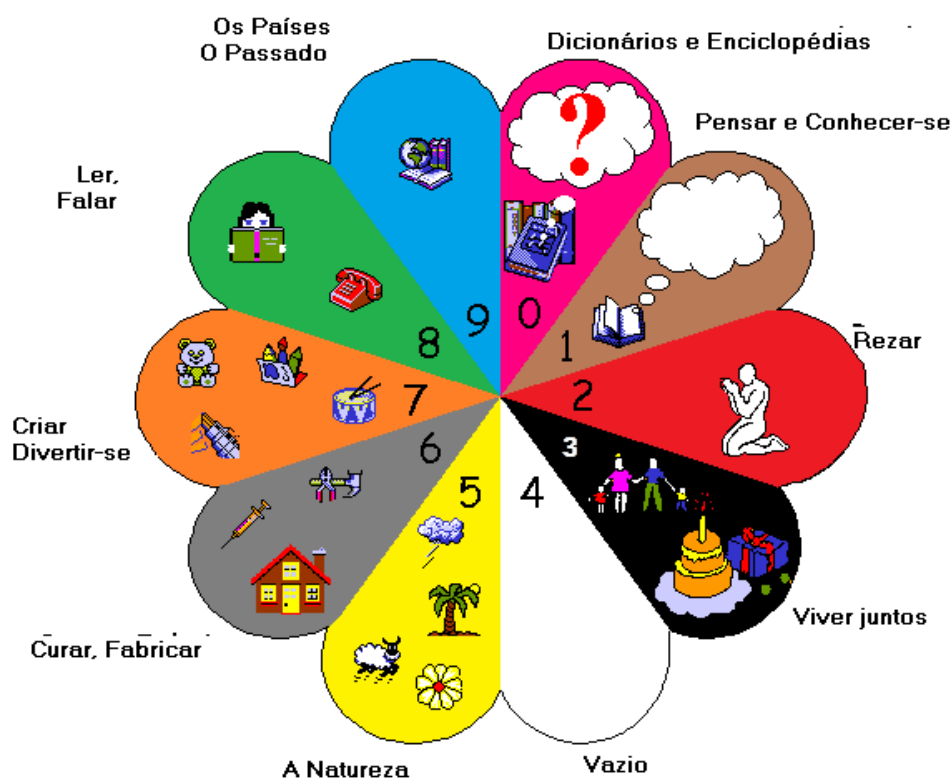 Os Países
O Passado
Dicionários e Enciclopédias
Pensar e Conhecer-se
Ler,
Falar
?
9
0
8
1
Rezar
7
2
Criar
Divertir-se
6
3
5
4
Viver juntos
Curar, Fabricar
A Natureza
Vazio